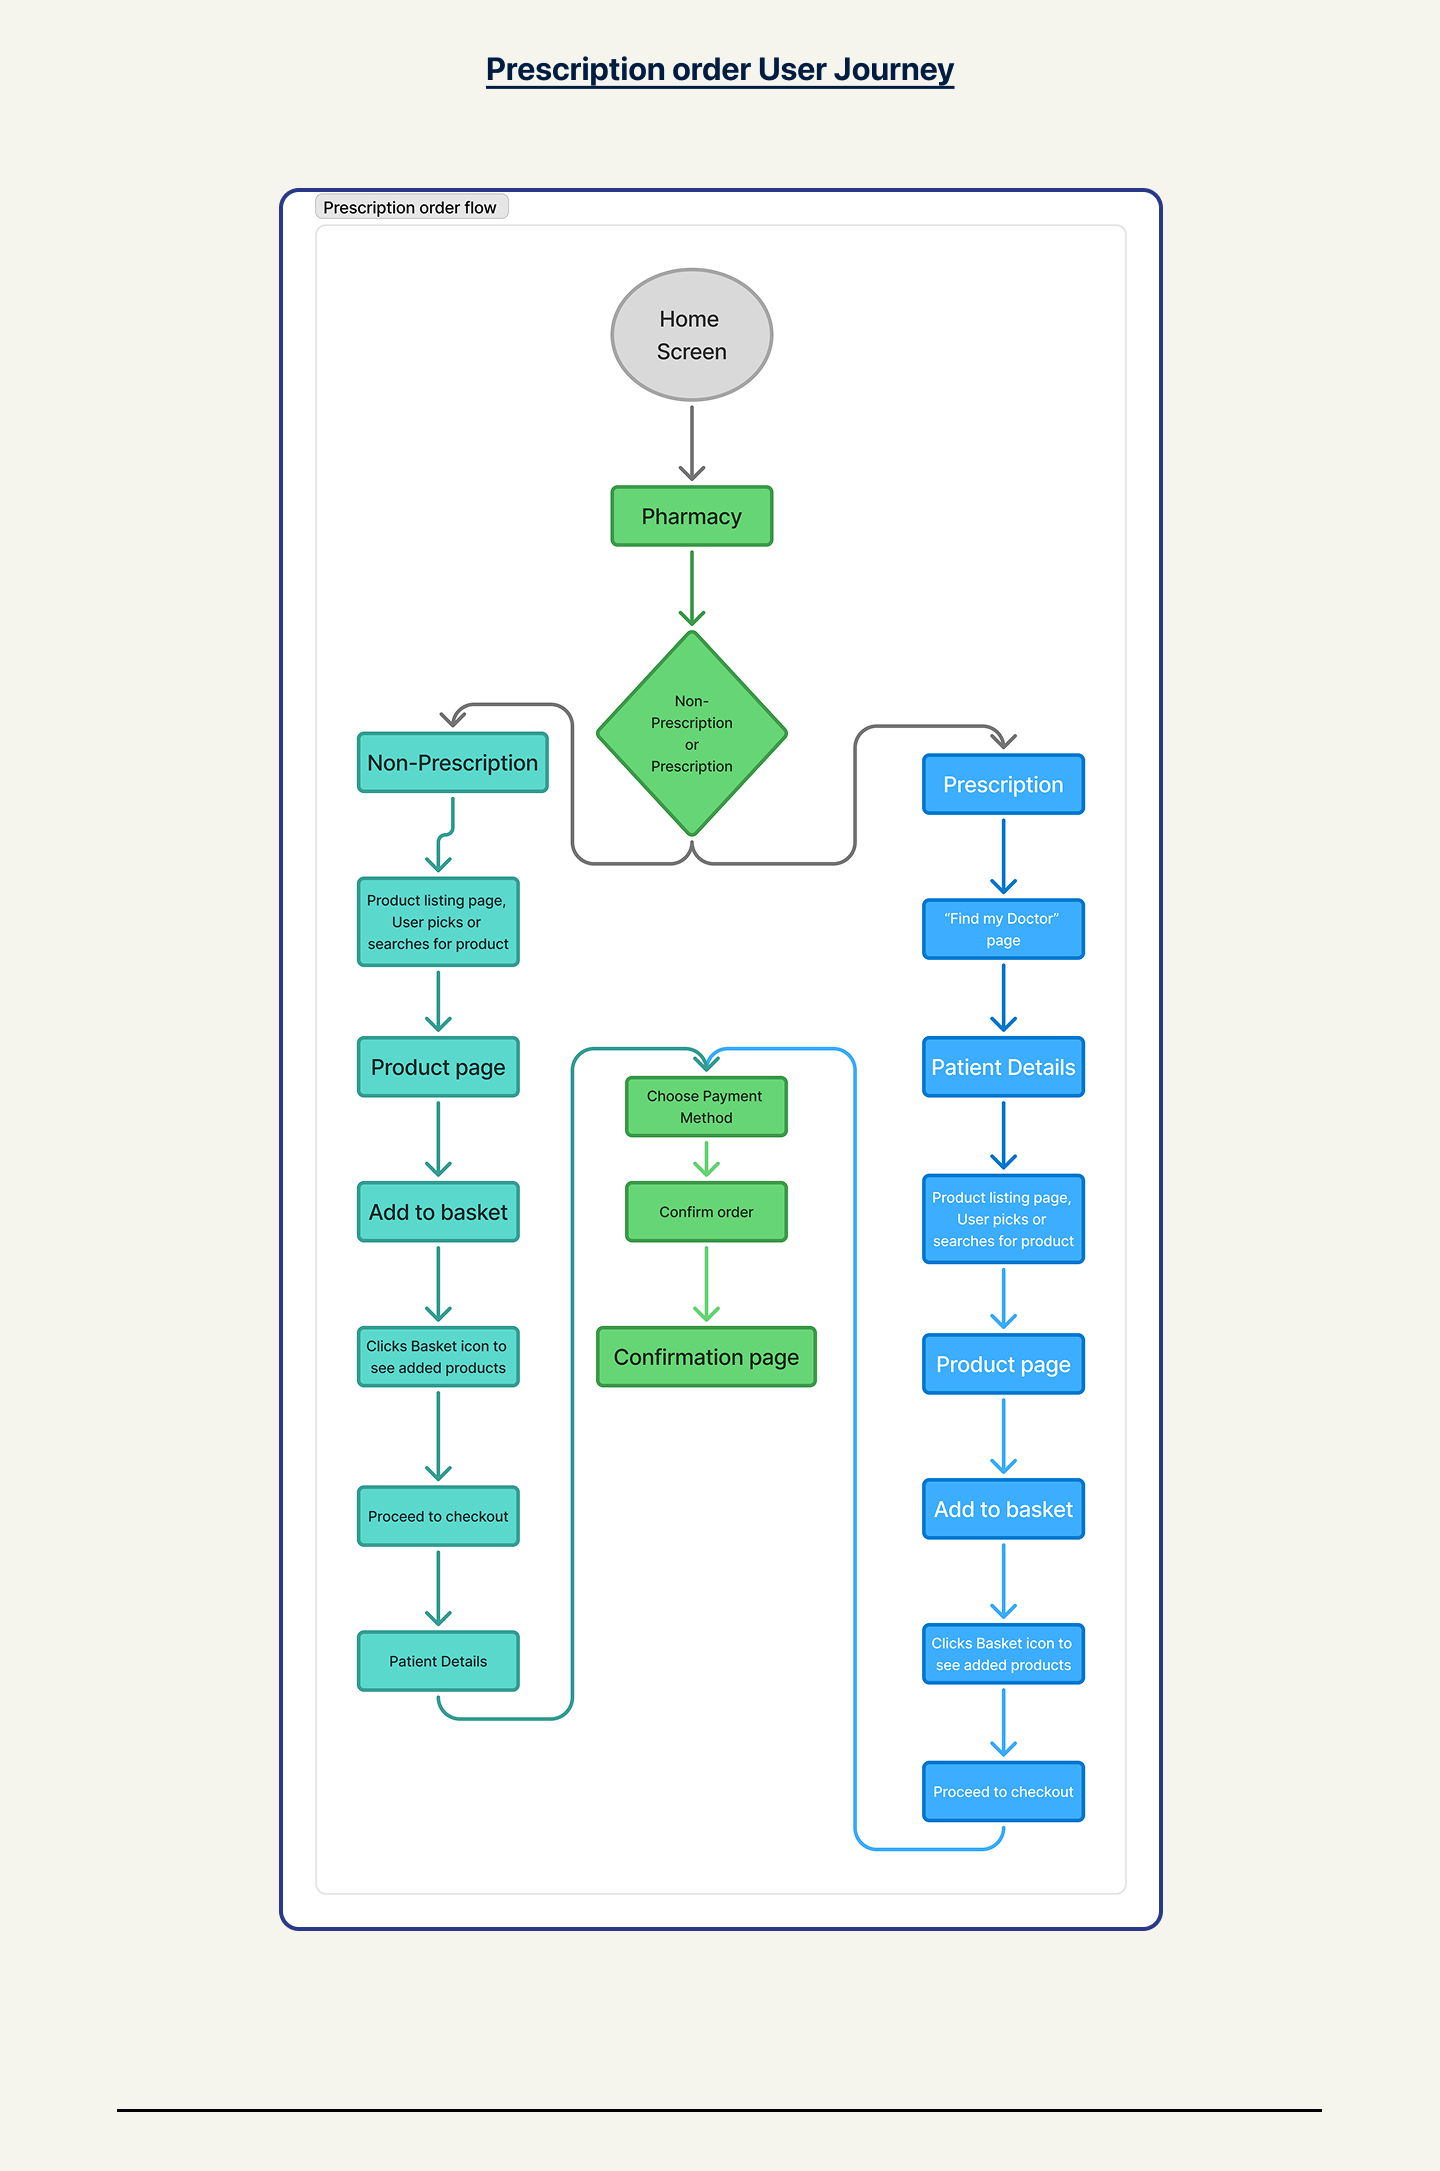 Prescription order User Journey
Prescription order flow
Home
Screen
Pharmacy
Non-
Prescription
or
Prescription
Non-Prescription
Product listing page,
User picks or
searches for product
Product page
Add to basket
Clicks Basket icon to
see added products
Proceed to checkout
Patient Details
Choose Payment
Method
Confirm order
Confirmation page
Prescription
“Find my Doctor”
page
Patient Details
Product listing page,
User picks or
searches for product
Product page
Add to basket
Clicks Basket icon to
see added products
Proceed to checkout